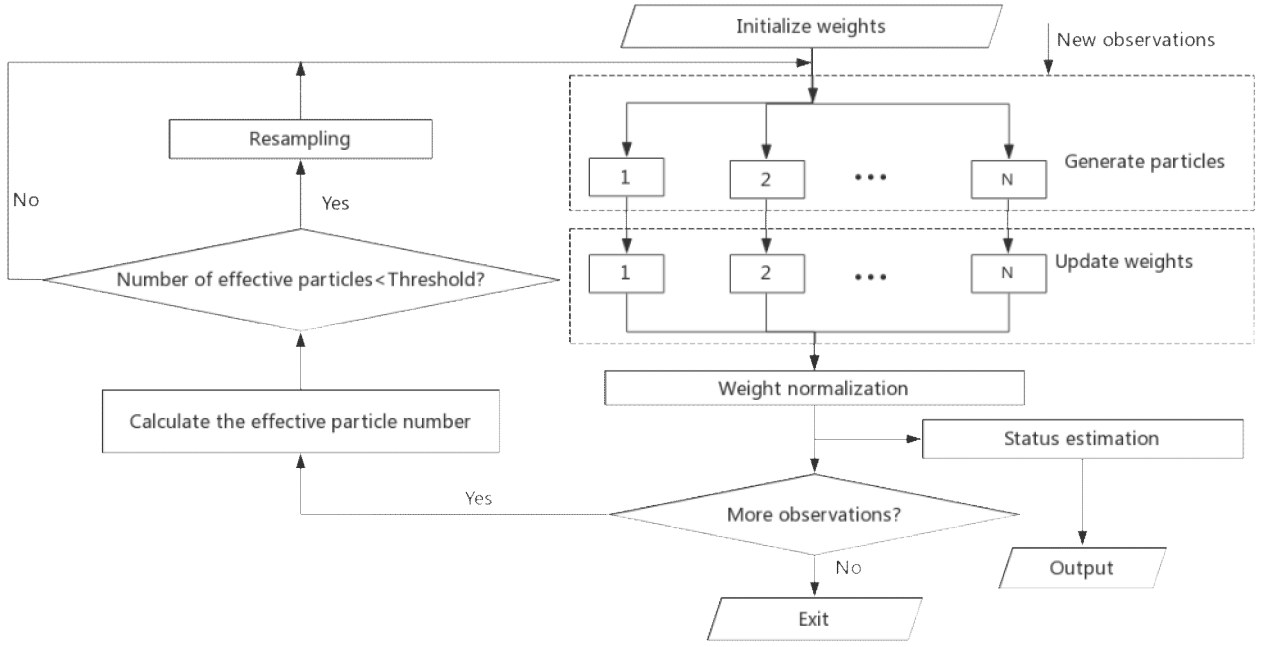 Initialize weights
New observations
Resampling
1
2
•••
N
Generate particles
No
Yes
Number of effective particles<Threshold?
1
2
•••
N
Update weights
Weight normalization
Calculate the effective particle number
Status estimation
Yes
More observations?
No
Output
Exit